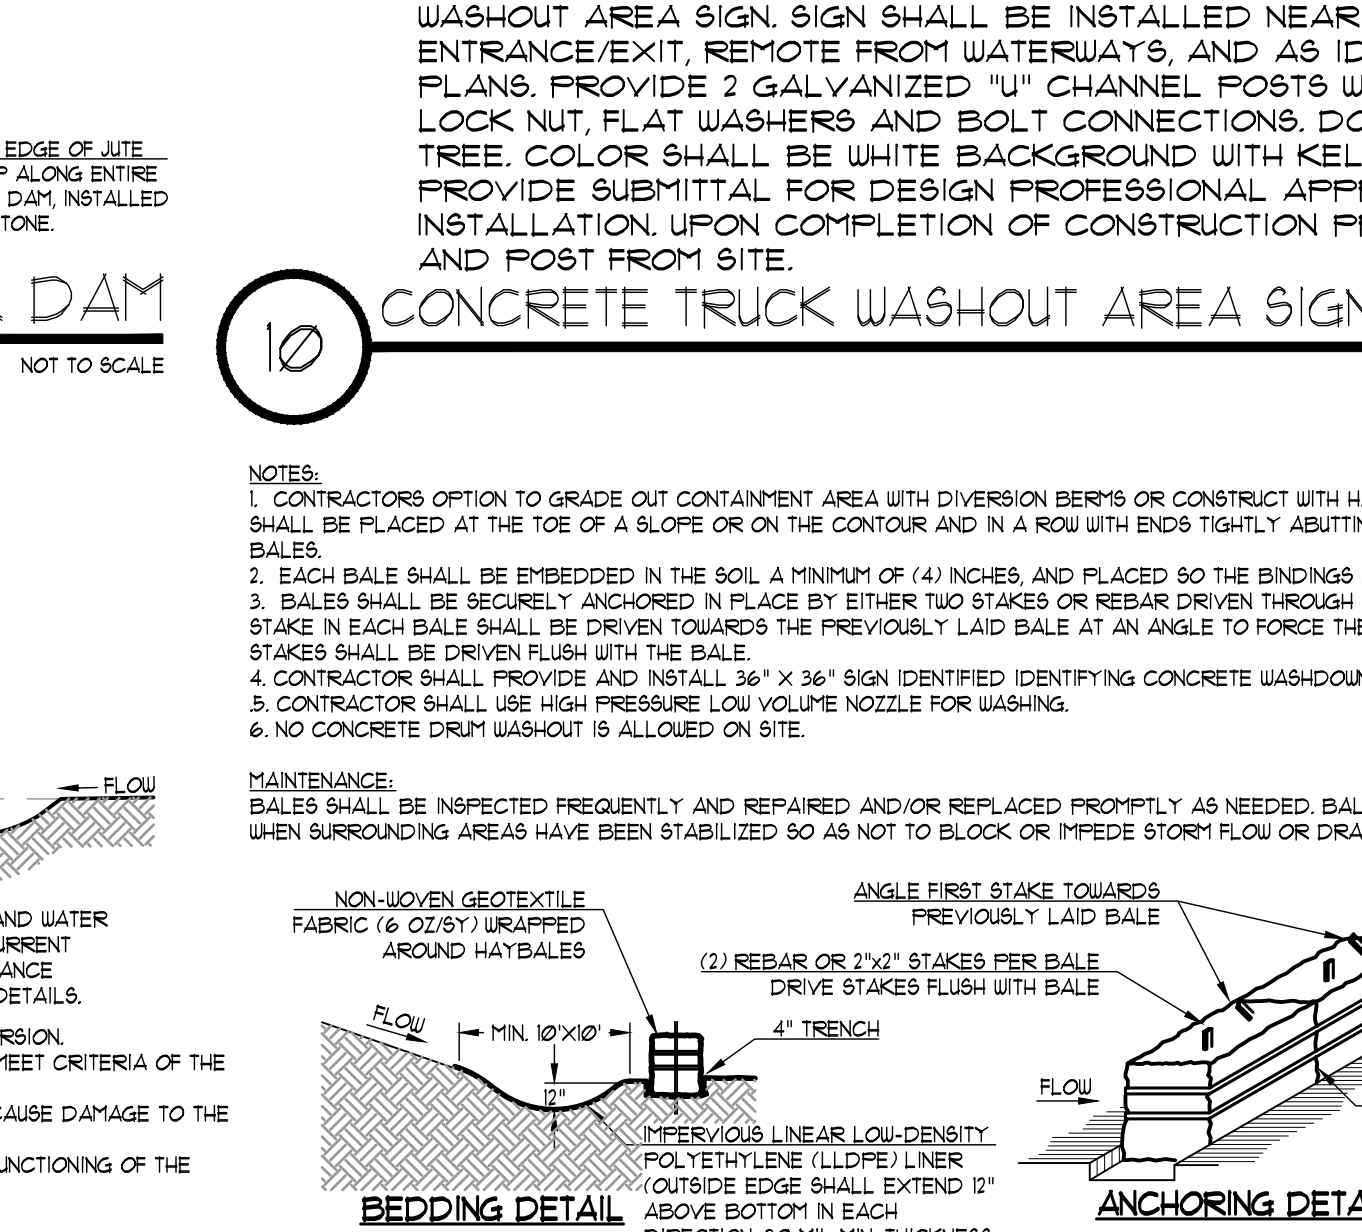 WASHOUT AREA SIGN. SIGN SHALL BE INSTALLED NEAR
ENTRANCE/EXIT, REMOTE FROM WATERWAYS, AND AS
PLANS. PROVIDE 2 GALVANIZED "U" CHANNEL POSTS
LOCK NUT, FLAT WASHERS AND BOLT CONNECTIONS.
TREE. COLOR SHALL BE WHITE BACKGROUND WITH
PROVIDE SUBMITTAL FOR DESIGN PROFESSIONAL
INSTALLATION. UPON COMPLETION OF CONSTRUCTION
AND POST FROM SITE.
10
CONCRETE TRUCK WASHOUT AREA SIGN
EDGE OF JUTE
ALONG ENTIRE
DAM, INSTALLED
TONE.
DAM
NOT TO SCALE
NOTES:
1. CONTRACTORS OPTION TO GRADE OUT CONTAINMENT AREA WITH DIVERSION BERMS OR CONSTRUCT WITH
SHALL BE PLACED AT THE TOE OF A SLOPE OR ON THE CONTOUR AND IN A ROW WITH ENDS TIGHTLY
BALES.
2. EACH BALE SHALL BE EMBEDDED IN THE SOIL A MINIMUM OF (4) INCHES, AND PLACED SO THE BINDINGS
3. BALES SHALL BE SECURELY ANCHORED IN PLACE BY EITHER TWO STAKES OR REBAR DRIVEN THROUGH
STAKE IN EACH BALE SHALL BE DRIVEN TOWARDS THE PREVIOUSLY LAID BALE AT AN ANGLE TO FORCE THE
STAKES SHALL BE DRIVEN FLUSH WITH THE BALE.
4. CONTRACTOR SHALL PROVIDE AND INSTALL 36" X 36" SIGN IDENTIFIED IDENTIFYING CONCRETE WASHDOWN
5. CONTRACTOR SHALL USE HIGH PRESSURE LOW VOLUME NOZZLE FOR WASHING.
6. NO CONCRETE DRUM WASHOUT IS ALLOWED ON SITE.
MAINTENANCE:
BALES SHALL BE INSPECTED FREQUENTLY AND REPAIRED AND/OR REPLACED PROMPTLY AS NEEDED.
WHEN SURROUNDING AREAS HAVE BEEN STABILIZED SO AS NOT TO BLOCK OR IMPEDE STORM FLOW OR
FLOW
AND WATER
URRENT
ANCE
DETAILS.
RSION.
MEET CRITERIA OF THE
CAUSE DAMAGE TO THE
UNCTIONING OF THE
NON-WOVEN GEOTEXTILE
FABRIC (6 OZ/SY) WRAPPED
AROUND HAYBALES
FLOW
MIN. 10'X10'
12"
4" TRENCH
IMPERVIOUS LINEAR LOW-DENSITY
POLYETHYLENE (LLDPE) LINER
(OUTSIDE EDGE SHALL EXTEND 12"
ABOVE BOTTOM IN EACH
BEDDING DETAIL
ANGLE FIRST STAKE TOWARDS
PREVIOUSLY LAID BALE
(2) REBAR OR 2"x2" STAKES PER BALE
DRIVE STAKES FLUSH WITH BALE
FLOW
ANCHORING DETA